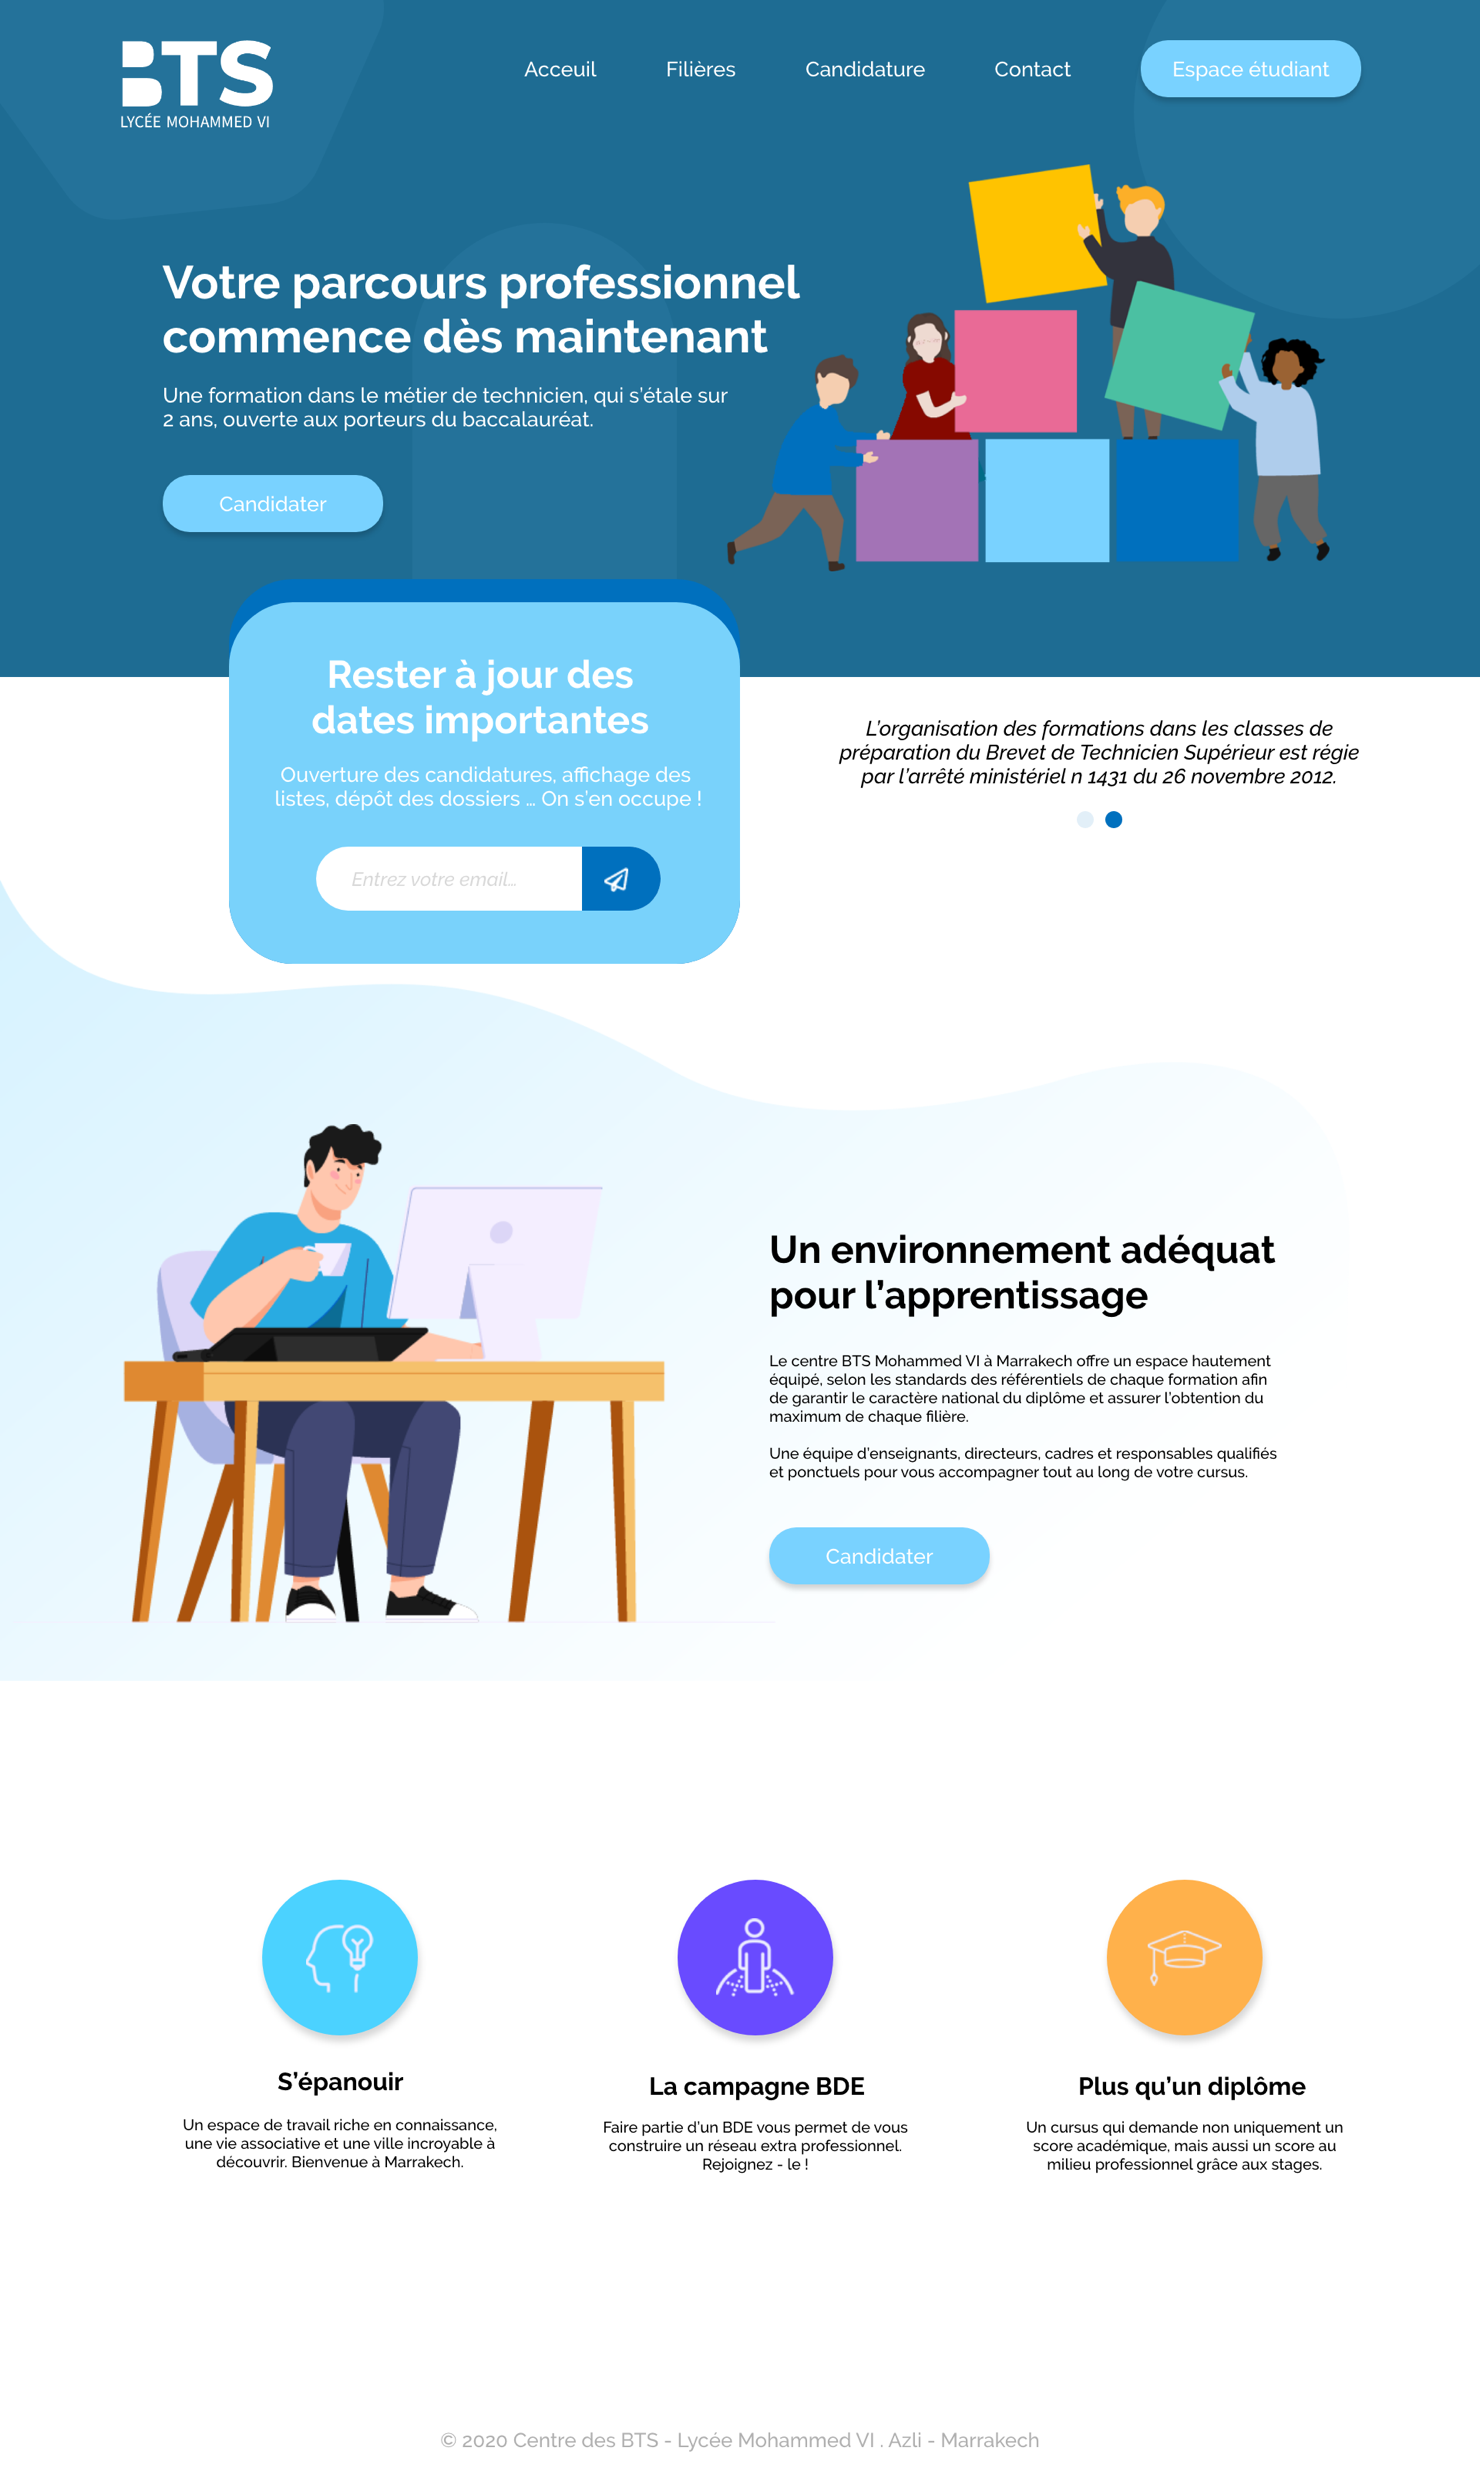 BTS
LYCÉE MOHAMMED VI
Acceuil
Filières
Candidature
Contact
Espace étudiant
Votre parcours professionnel
commence dès maintenant
Une formation dans le métier de technicien, qui s'étale sur
2 ans, ouverte aux porteurs du baccalauréat.
Candidater
Rester à jour des
dates importantes
Ouverture des candidatures, affichage des
listes, dépôt des dossiers ... On s'en occupe !
Entrez votre email...
L'organisation des formations dans les classes de
préparation du Brevet de Technicien Supérieur est régie
par l'arrêté ministériel n 1431 du 26 novembre 2012.
Un environnement adéquat
pour l'apprentissage
Le centre BTS Mohammed VI à Marrakech offre un espace hautement
équipé, selon les standards des référentiels de chaque formation afin
de garantir le caractère national du diplôme et assurer l'obtention du
maximum de chaque filière.
Une équipe d'enseignants, directeurs, cadres et responsables qualifiés
et ponctuels pour vous accompagner tout au long de votre cursus.
Candidater
S'épanouir
Un espace de travail riche en connaissance,
une vie associative et une ville incroyable à
découvrir. Bienvenue à Marrakech.
La campagne BDE
Faire partie d'un BDE vous permet de vous
construire un réseau extra professionnel.
Rejoignez - le !
Plus qu'un diplôme
Un cursus qui demande non uniquement un
score académique, mais aussi un score au
milieu professionnel grâce aux stages.
© 2020 Centre des BTS - Lycée Mohammed VI . Azli - Marrakech